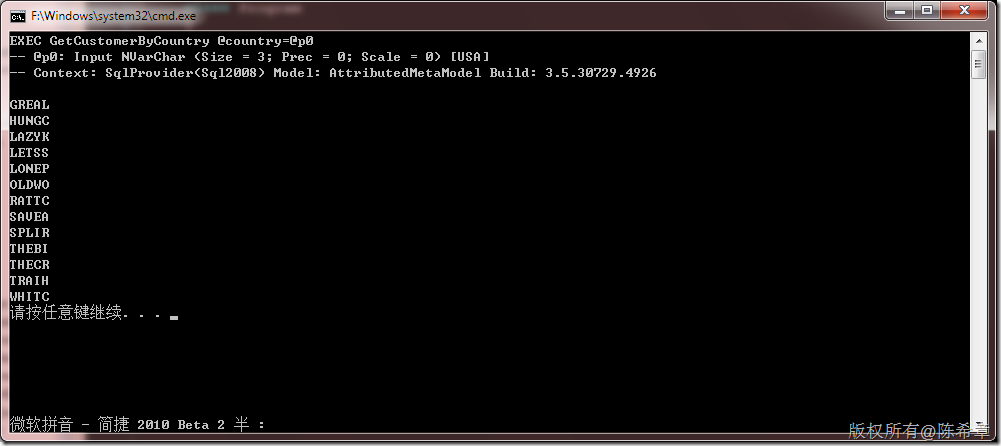 F:\Windows\system32\cmd.exe
EXEC GetCustomerByCountry @country=@p0
-- @p0: Input NVarChar (Size = 3; Prec = 0; Scale = 0) [USA]
-- Context: SqlProvider(Sql2008) Model: AttributedMetaModel Build: 3.5.30729.4926
GREAL
HUNGC
LAZYK
LETSS
LONEP
OLDWO
RATTC
SAVEA
SPLIR
THEBI
THECR
TRAIH
WHITC
请按任意键继续. . .
微软拼音 - 简捷 2010 Beta 2 半 :
版权所有@陈希章